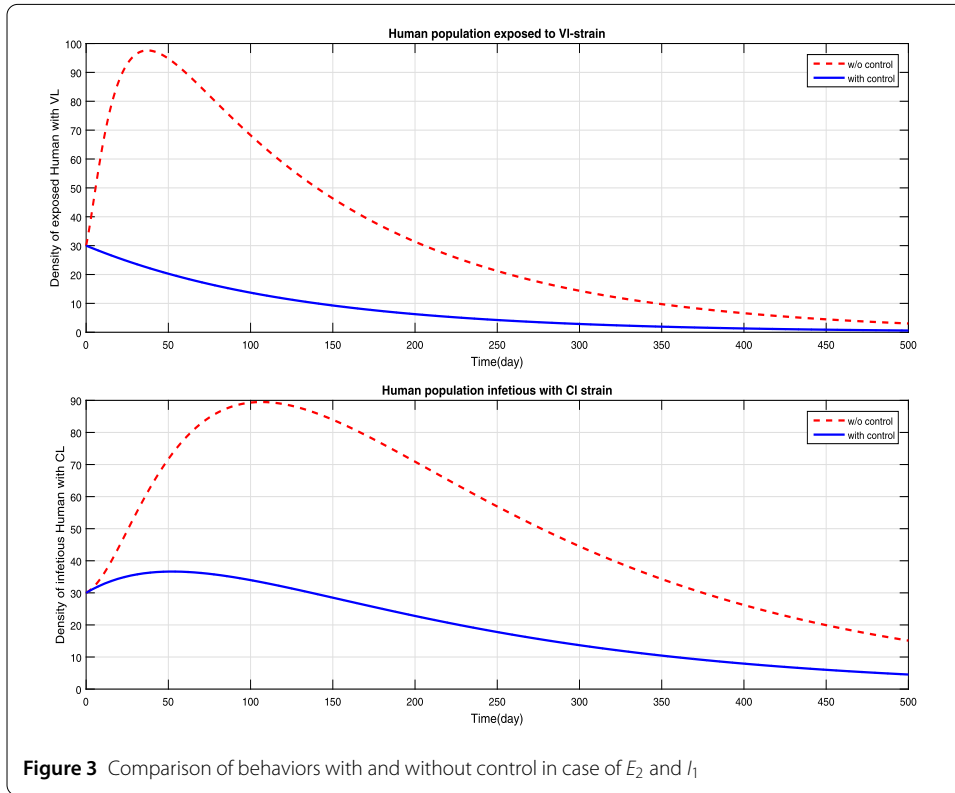 Human population exposed to VI-strain
100
90
80
70
60
50
40
30
20
10
0
Density of exposed Human with VL
w/o control
with control
0 50 100 150 200 250 300 350 400 450 500
Time(day)
Human population infetious with CI strain
90
80
70
60
50
40
30
20
10
0
Density of infetious Human with CL
w/o control
with control
0 50 100 150 200 250 300 350 400 450 500
Time(day)
Figure 3 Comparison of behaviors with and without control in case of E₂ and I₁